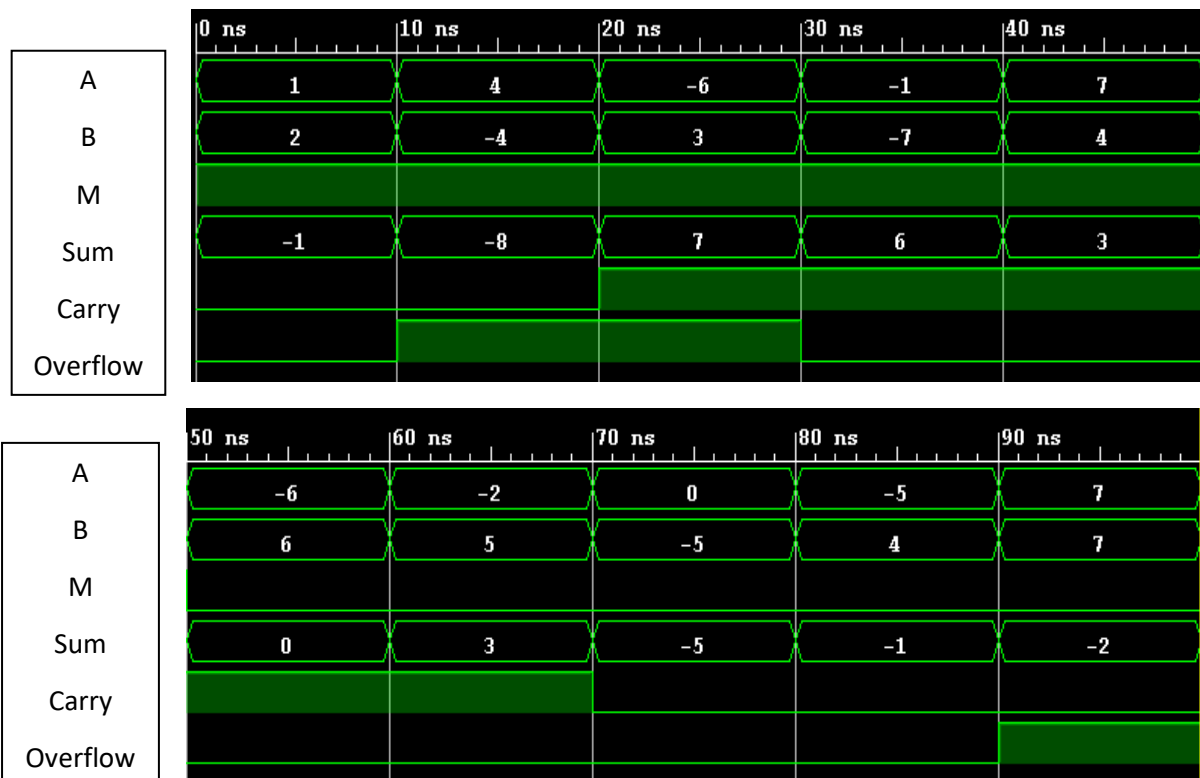 0 ns 10 ns 20 ns 30 ns 40 ns
A 1 4 -6 -1 7
B 2 -4 3 -7 4
M
Sum -1 -8 7 6 3
Carry
Overflow
50 ns 60 ns 70 ns 80 ns 90 ns
A -6 -2 0 -5 7
B 6 5 -5 4 7
M
Sum 0 3 -5 -1 -2
Carry
Overflow